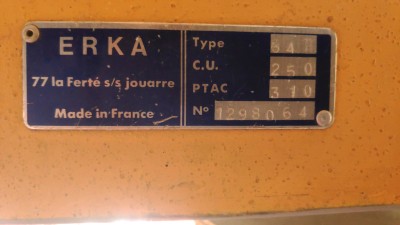 ERKA
77 la Ferté s/s jouarre
Made in France
Type
C.U. 250
PTAC 310
N° 1298064